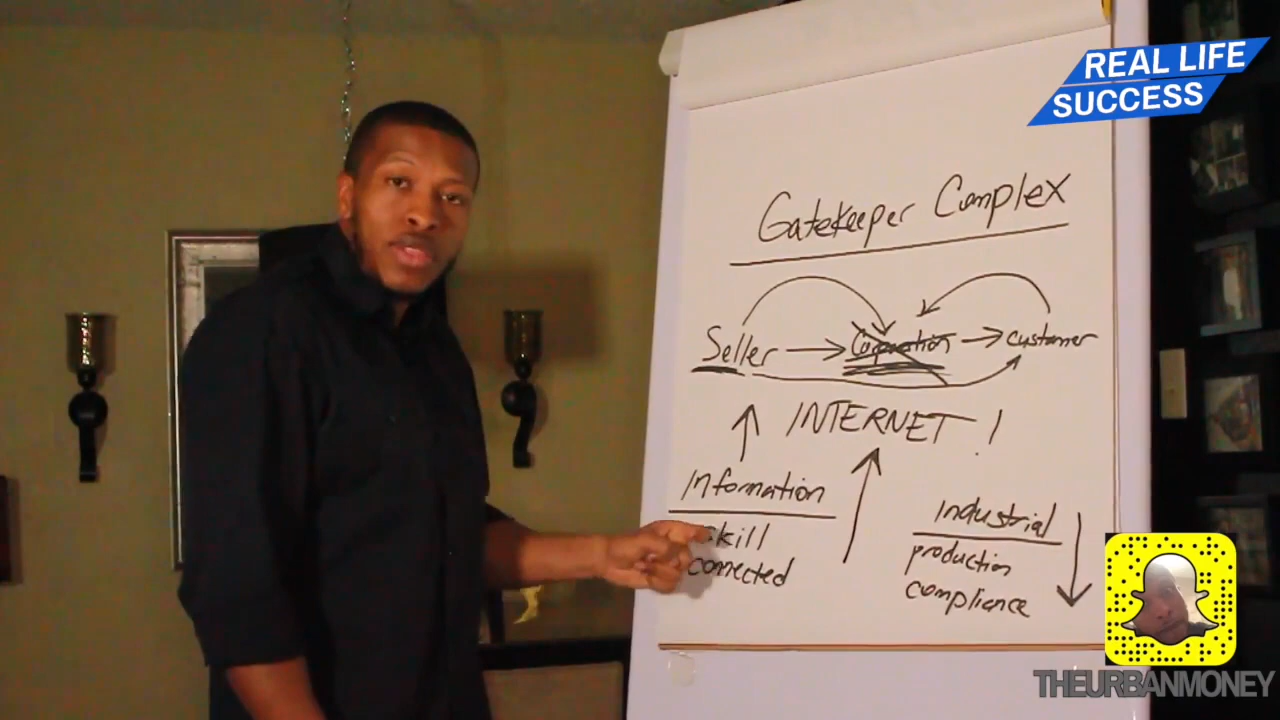 REAL LIFE
SUCCESS
Gatekeeper Complex
Seller → Corporation → customer
INTERNET!
Information
skill
connected
Industrial
production
compliance
THEURBANMONEY